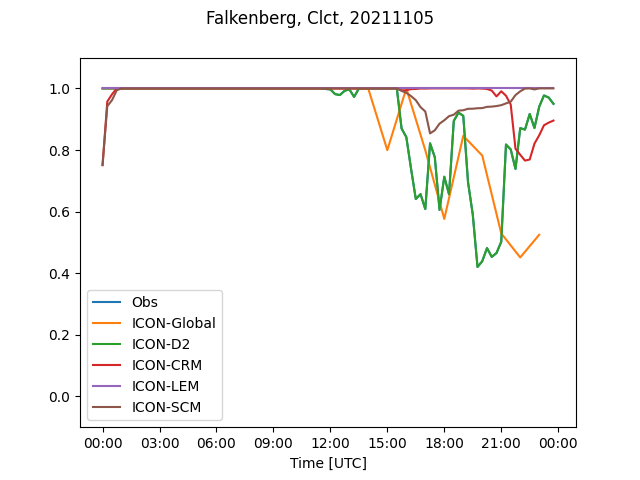 Falkenberg, Clct, 20211105
1.0
0.8
0.6
0.4
0.2
0.0
Obs
ICON-Global
ICON-D2
ICON-CRM
ICON-LEM
ICON-SCM
00:00 03:00 06:00 09:00 12:00 15:00 18:00 21:00 00:00
Time [UTC]